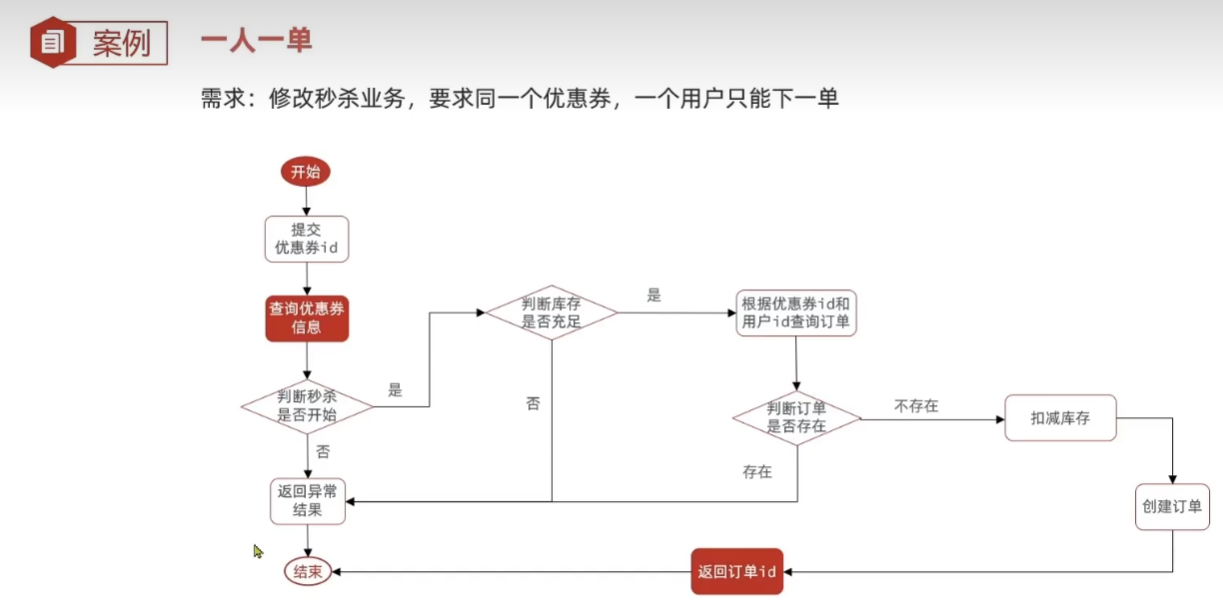 案例
一人一单
需求：修改秒杀业务，要求同一个优惠券，一个用户只能下一单
开始
提交
优惠券id
查询优惠券
信息
判断秒杀
是否开始
是
否
判断库存
是否充足
是
否
根据优惠券id和
用户id查询订单
判断订单
是否存在
不存在
存在
扣减库存
创建订单
返回异常
结果
返回订单id
结束